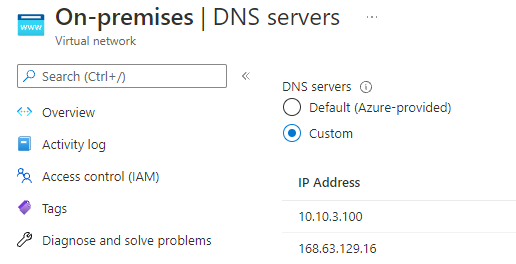 www
On-premises | DNS servers ...
Virtual network
Search (Ctrl+/)
«
Overview
Activity log
Access control (IAM)
Tags
Diagnose and solve problems
DNS servers
Default (Azure-provided)
Custom
IP Address
10.10.3.100
168.63.129.16